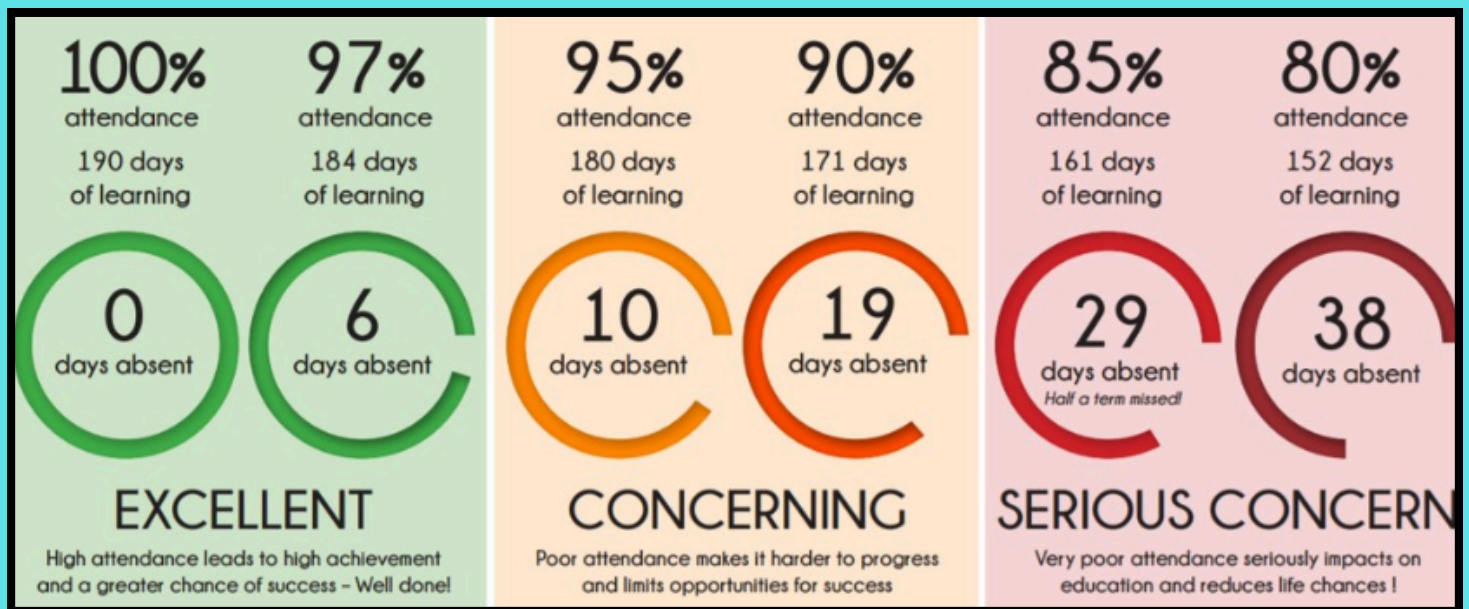 100%
attendance
190 days
of learning
0
days absent
97%
attendance
184 days
of learning
6
days absent
EXCELLENT
High attendance leads to high achievement
and a greater chance of success – Well done!
95%
attendance
180 days
of learning
10
days absent
90%
attendance
171 days
of learning
19
days absent
CONCERNING
Poor attendance makes it harder to progress
and limits opportunities for success
85%
attendance
161 days
of learning
29
days absent
Half a term missed!
80%
attendance
152 days
of learning
38
days absent
SERIOUS CONCERN
Very poor attendance seriously impacts on
education and reduces life chances !